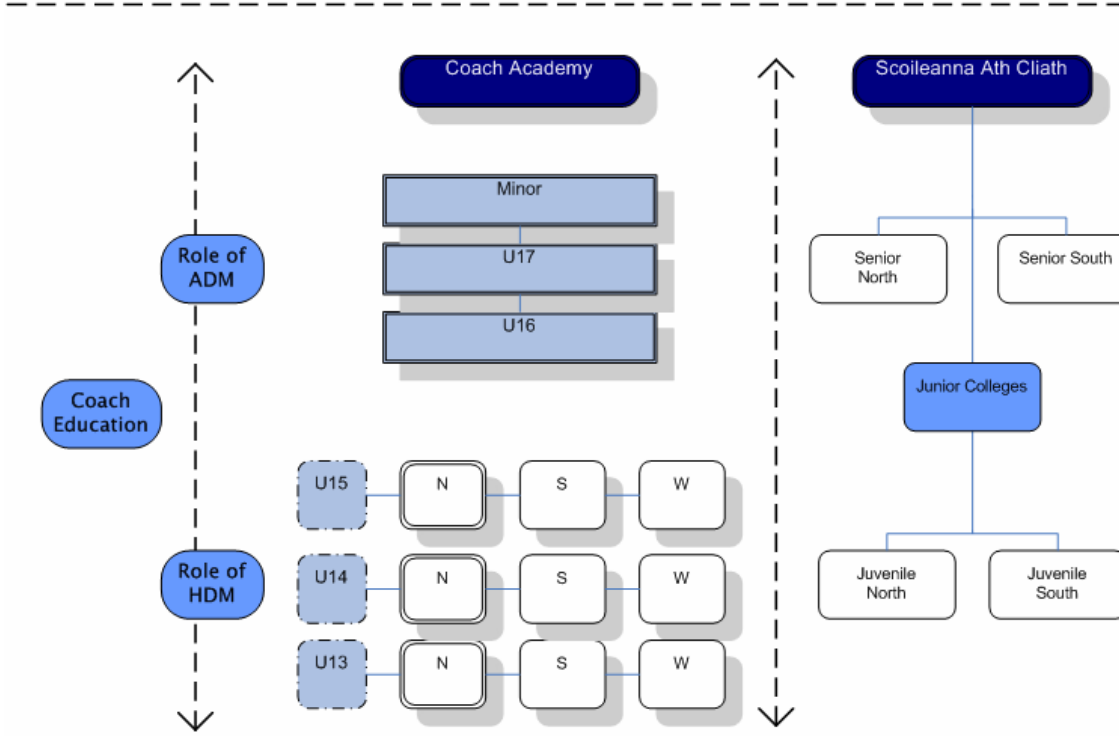 Coach Academy
Scoileanna Ath Cliath
Minor
U17
U16
Role of
ADM
Senior
North
Senior South
Coach
Education
Junior Colleges
U15
N
S
W
Role of
HDM
U14
N
S
W
U13
N
S
W
Juvenile
North
Juvenile
South